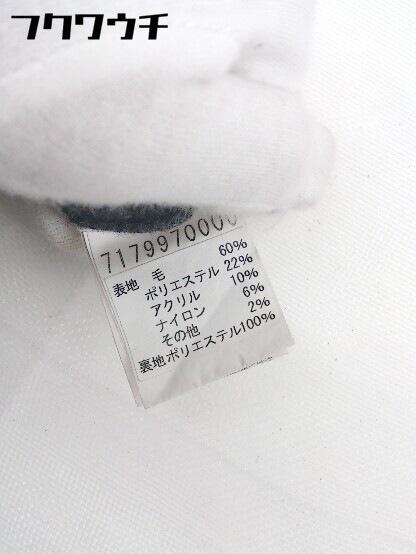 フクワウチ
7179970000
表地 毛 60%
ポリエステル 22%
アクリル 10%
ナイロン 6%
その他 2%
裏地 ポリエステル100%